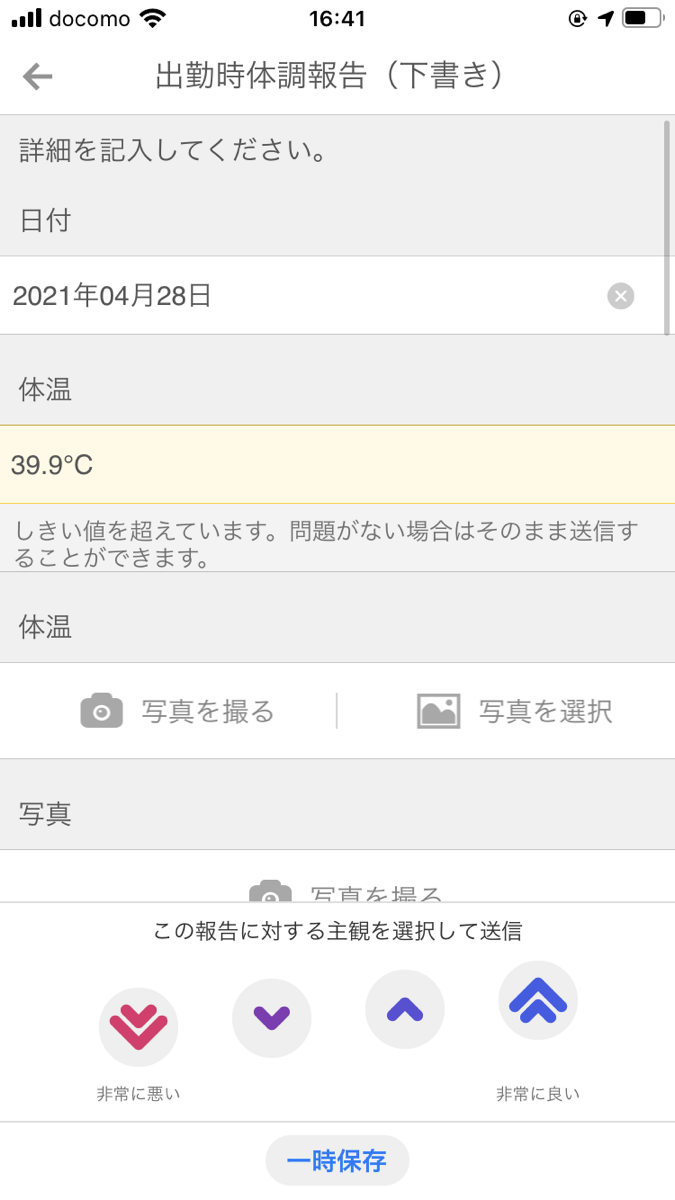 docomo 16:41
出勤時体調報告（下書き）
詳細を記入してください。
日付
2021年04月28日
体温
39.9°C
しきい値を超えています。問題がない場合はそのまま送信す
ることができます。
体温
写真を撮る 写真を選択
写真
写真を撮る
この報告に対する主観を選択して送信
非常に悪い 非常に良い
一時保存